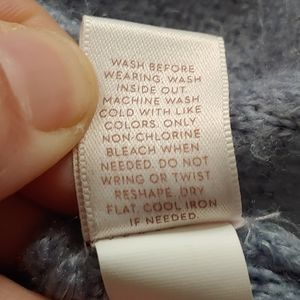 WASH BEFORE
WEARING. WASH
INSIDE OUT.
MACHINE WASH
COLD WITH LIKE
COLORS. ONLY
NON-CHLORINE
BLEACH WHEN
NEEDED. DO NOT
WRING OR TWIST
RESHAPE. DRY
FLAT. COOL IRON
IF NEEDED.